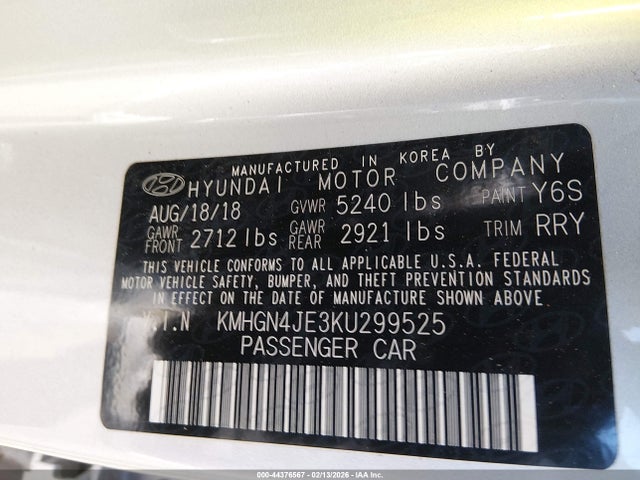 MANUFACTURED IN KOREA BY
HYUNDAI MOTOR COMPANY
AUG/18/18 GVWR 5240 lbs PAINT Y6S
GAWR FRONT 2712 lbs GAWR REAR 2921 lbs TRIM RRY
THIS VEHICLE CONFORMS TO ALL APPLICABLE U.S.A. FEDERAL
MOTOR VEHICLE SAFETY, BUMPER, AND THEFT PREVENTION STANDARDS
IN EFFECT ON THE DATE OF MANUFACTURE SHOWN ABOVE.
V.I.N KMHGN4JE3KU299525
PASSENGER CAR
000-44376567 - 02/13/2026 - IAA Inc.